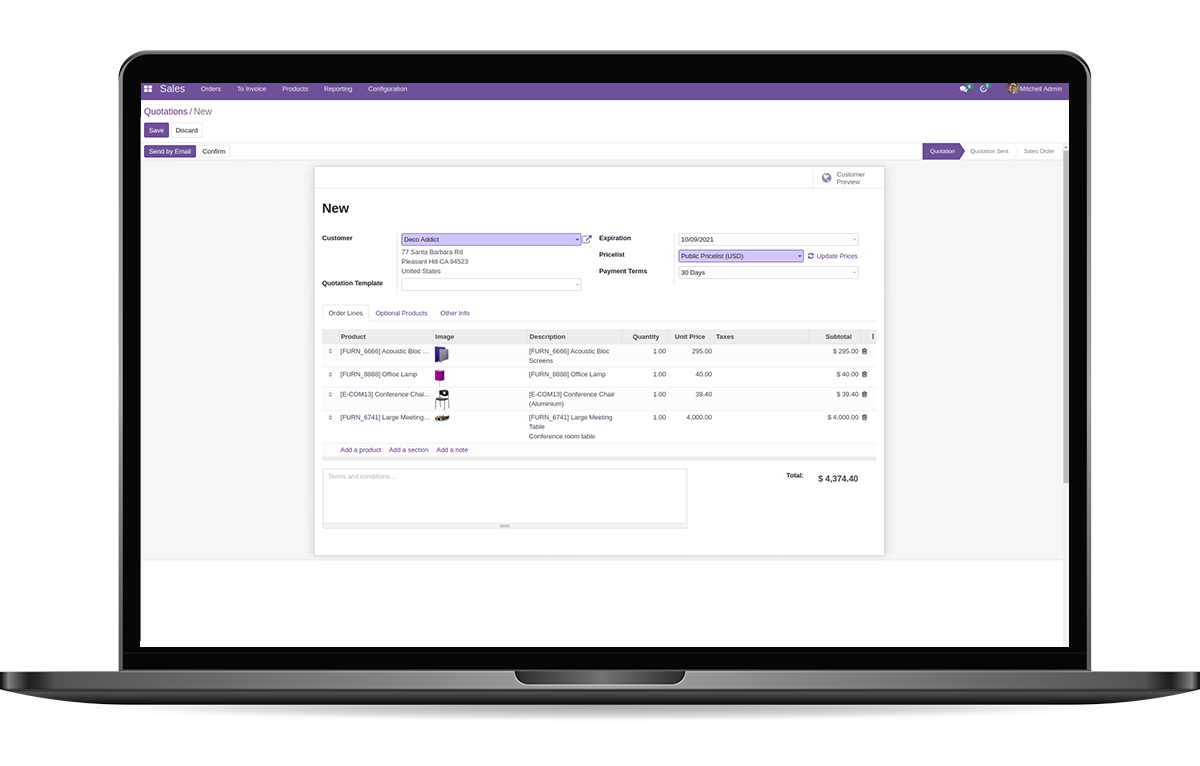 Sales Orders To Invoice Products Reporting Configuration Mitchell Admin
Quotations / New
Save Discard
Send by Email Confirm Quotation Quotation Sent Sales Order
Customer
Preview
New
Customer Deco Addict Expiration 10/09/2021
77 Santa Barbara Rd Pricelist Public Pricelist (USD) Update Prices
Pleasant Hill CA 94523
United States Payment Terms 30 Days
Quotation Template
Order Lines Optional Products Other Info
Product Image Description Quantity Unit Price Taxes Subtotal
[FURN_6666] Acoustic Bloc ... [FURN_6666] Acoustic Bloc 1.00 295.00 $ 295.00
Screens
[FURN_8888] Office Lamp [FURN_8888] Office Lamp 1.00 40.00 $ 40.00
[E-COM13] Conference Chai... [E-COM13] Conference Chair 1.00 39.40 $ 39.40
(Aluminium)
[FURN_6741] Large Meeting... [FURN_6741] Large Meeting 1.00 4,000.00 $ 4,000.00
Table
Conference room table
Add a product Add a section Add a note
Terms and conditions... Total: $ 4,374.40